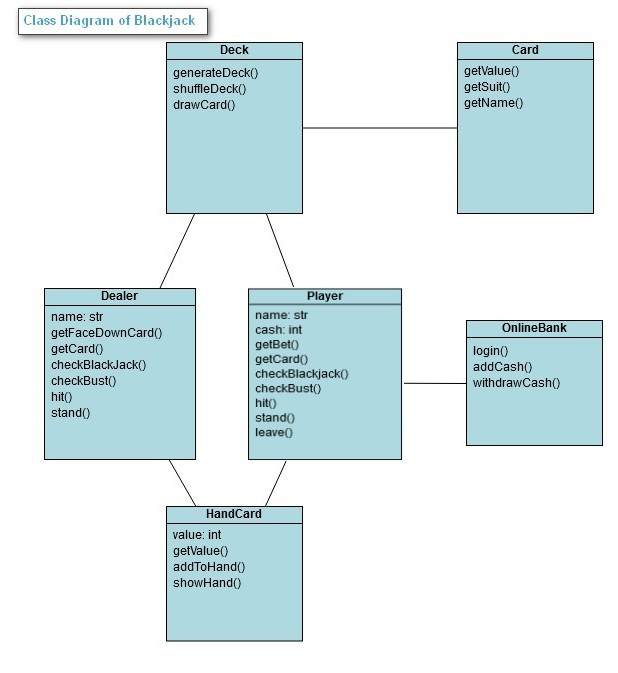 Class Diagram of Blackjack
Deck
generateDeck()
shuffleDeck()
drawCard()
Card
getValue()
getSuit()
getName()
Dealer
name: str
getFaceDownCard()
getCard()
checkBlackJack()
checkBust()
hit()
stand()
Player
name: str
cash: int
getBet()
getCard()
checkBlackjack()
checkBust()
hit()
stand()
leave()
OnlineBank
login()
addCash()
withdrawCash()
HandCard
value: int
getValue()
addToHand()
showHand()